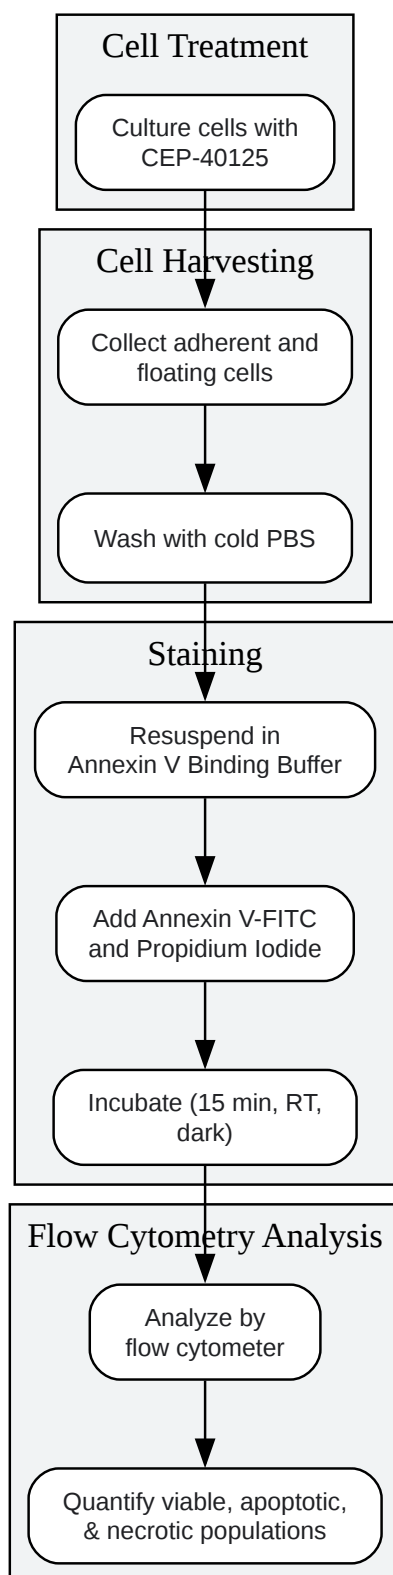 Cell Treatment
Culture cells with
CEP-40125
Cell Harvesting
Collect adherent and
floating cells
Wash with cold PBS
Staining
Resuspend in
Annexin V Binding Buffer
Add Annexin V-FITC
and Propidium Iodide
Incubate (15 min, RT,
dark)
Flow Cytometry Analysis
Analyze by
flow cytometer
Quantify viable, apoptotic,
& necrotic populations